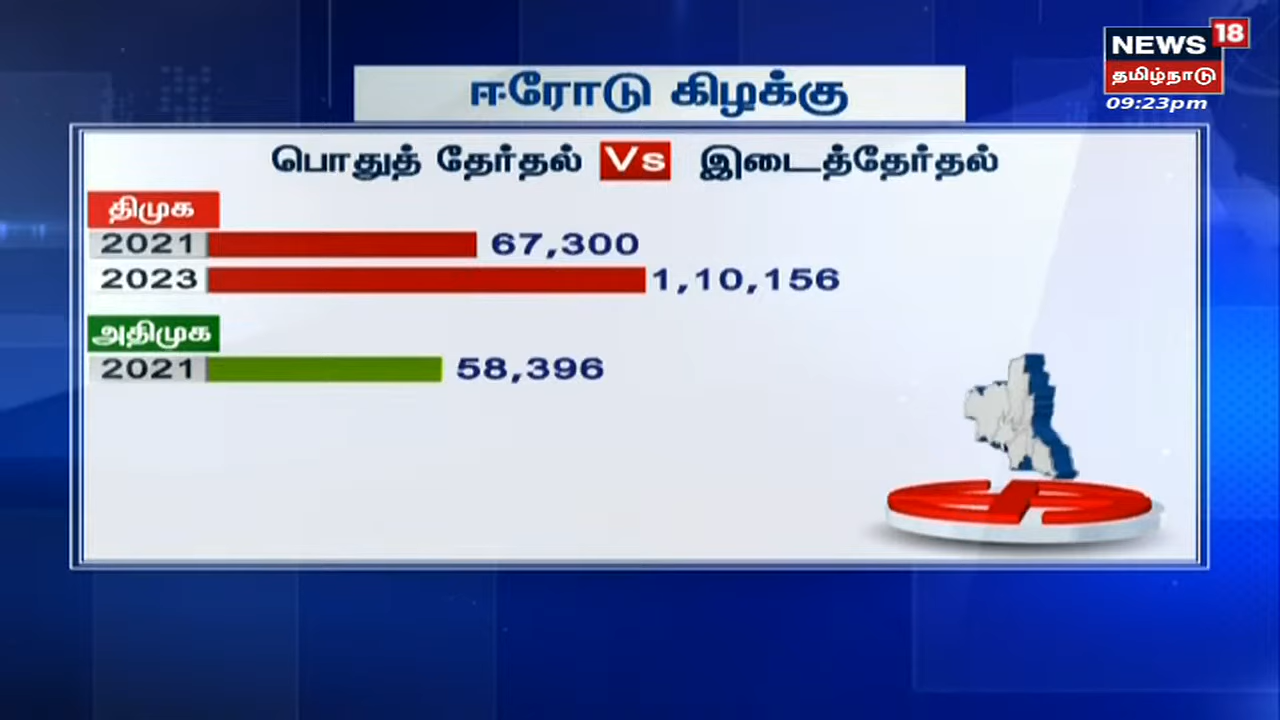 NEWS 18
தமிழ்நாடு
09:23pm
ஈரோடு கிழக்கு
பொதுத் தேர்தல் Vs இடைத்தேர்தல்
திமுக
2021 67,300
2023 1,10,156
அதிமுக
2021 58,396